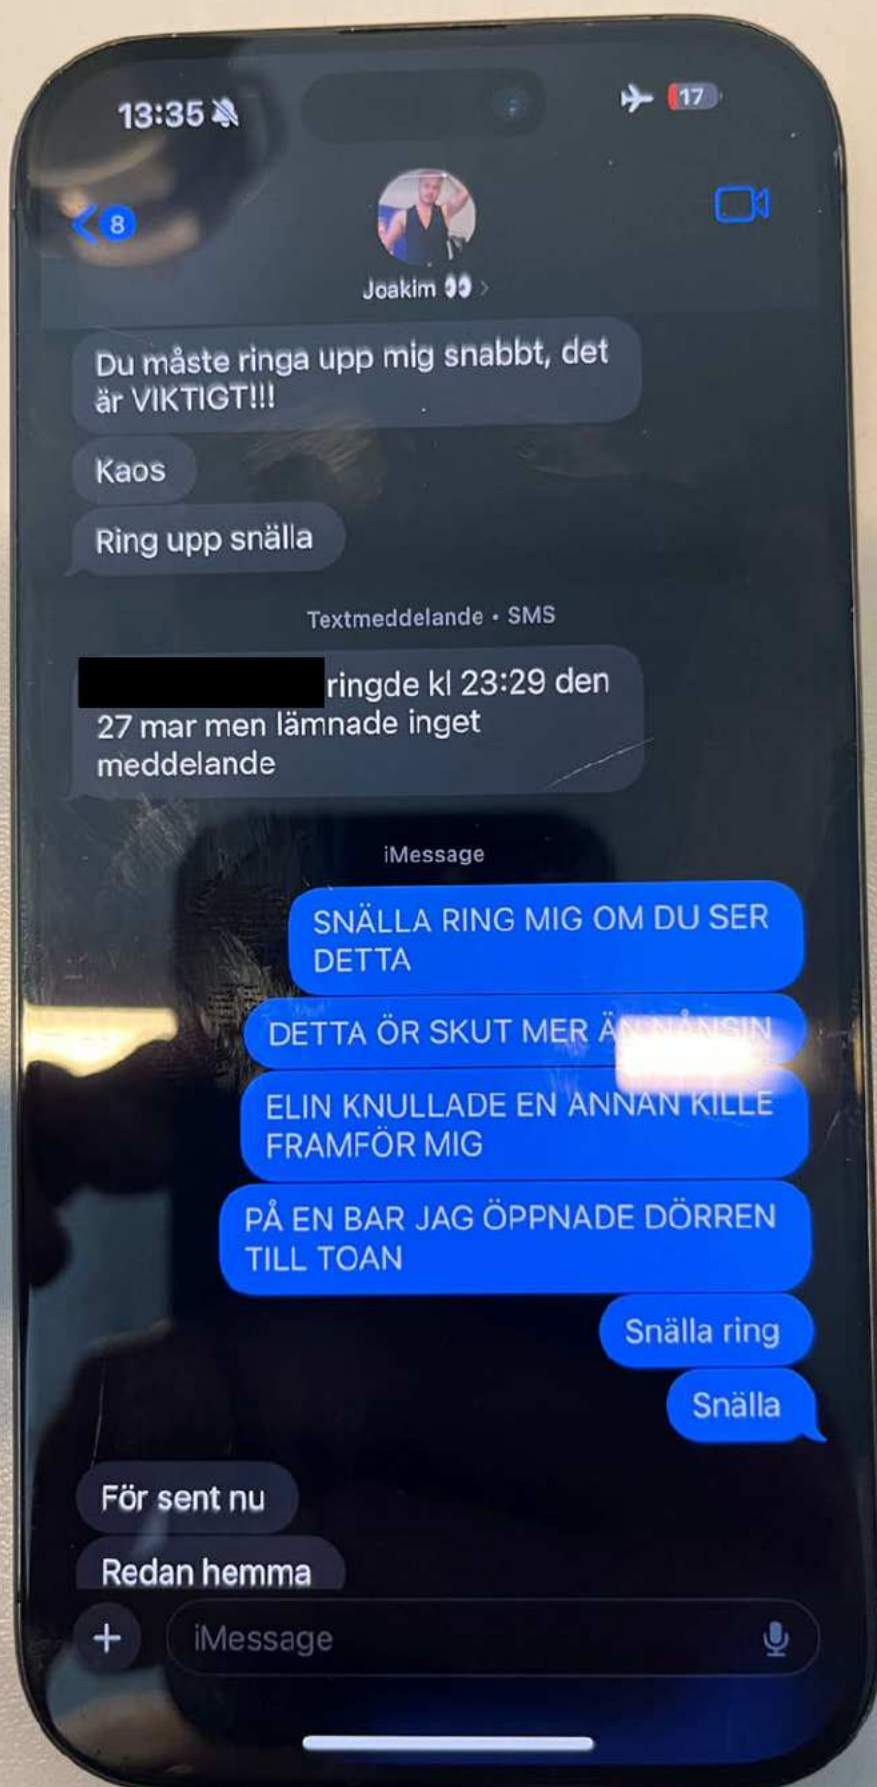 13:35
17
8
Joakim 👀 >
Du måste ringa upp mig snabbt, det
är VIKTIGT!!!
Kaos
Ring upp snälla
Textmeddelande • SMS
ringde kl 23:29 den
27 mar men lämnade inget
meddelande
iMessage
SNÄLLA RING MIG OM DU SER
DETTA
DETTA ÖR SKUT MER ÄN NÅNSIN
ELIN KNULLADE EN ANNAN KILLE
FRAMFÖR MIG
PÅ EN BAR JAG ÖPPNADE DÖRREN
TILL TOAN
Snälla ring
Snälla
För sent nu
Redan hemma
iMessage